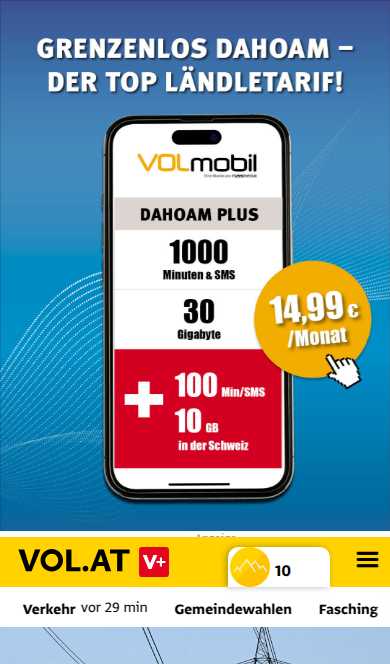 GRENZENLOS DAHOAM –
DER TOP LÄNDLETARIF!
VOLmobil
DAHOAM PLUS
1000
Minuten & SMS
30
Gigabyte
14,99 €
/Monat
100 Min/SMS
10 GB
in der Schweiz
Anzeige
VOL.AT V+
10
Verkehr vor 29 min Gemeindewahlen Fasching